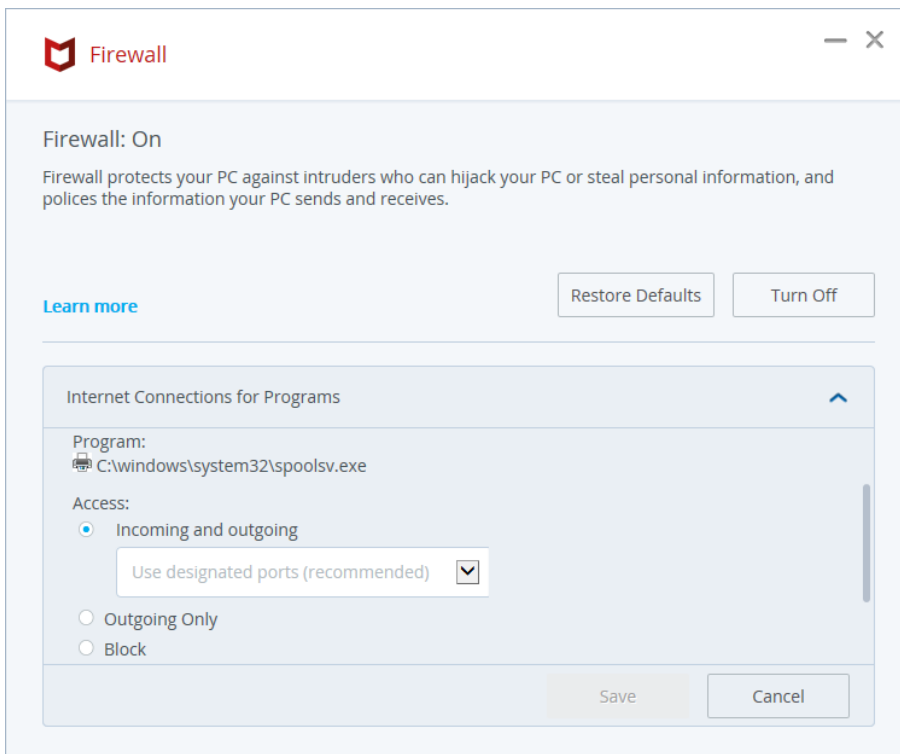 Firewall
Firewall: On
Firewall protects your PC against intruders who can hijack your PC or steal personal information, and
polices the information your PC sends and receives.
Learn more
Restore Defaults
Turn Off
Internet Connections for Programs
Program:
C:\windows\system32\spoolsv.exe
Access:
Incoming and outgoing
Use designated ports (recommended)
Outgoing Only
Block
Save
Cancel